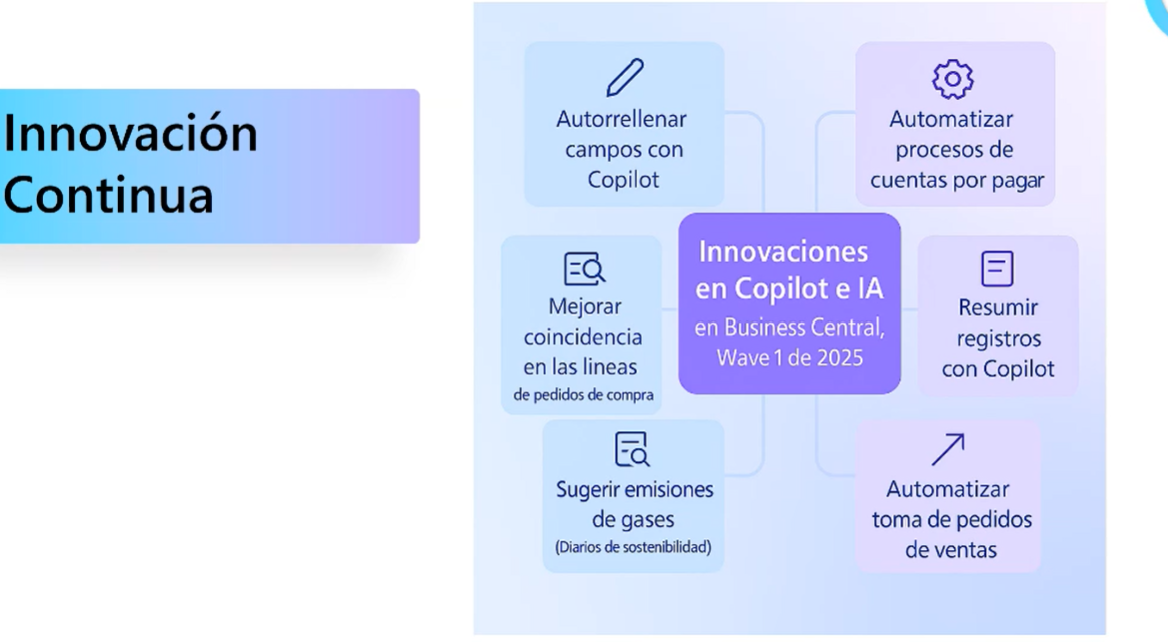 Innovación
Continua
Autorrellenar
campos con
Copilot
Automatizar
procesos de
cuentas por pagar
Mejorar
coincidencia
en las lineas
de pedidos de compra
Innovaciones
en Copilot e IA
en Business Central,
Wave 1 de 2025
Resumir
registros
con Copilot
Sugerir emisiones
de gases
(Diarios de sostenibilidad)
Automatizar
toma de pedidos
de ventas